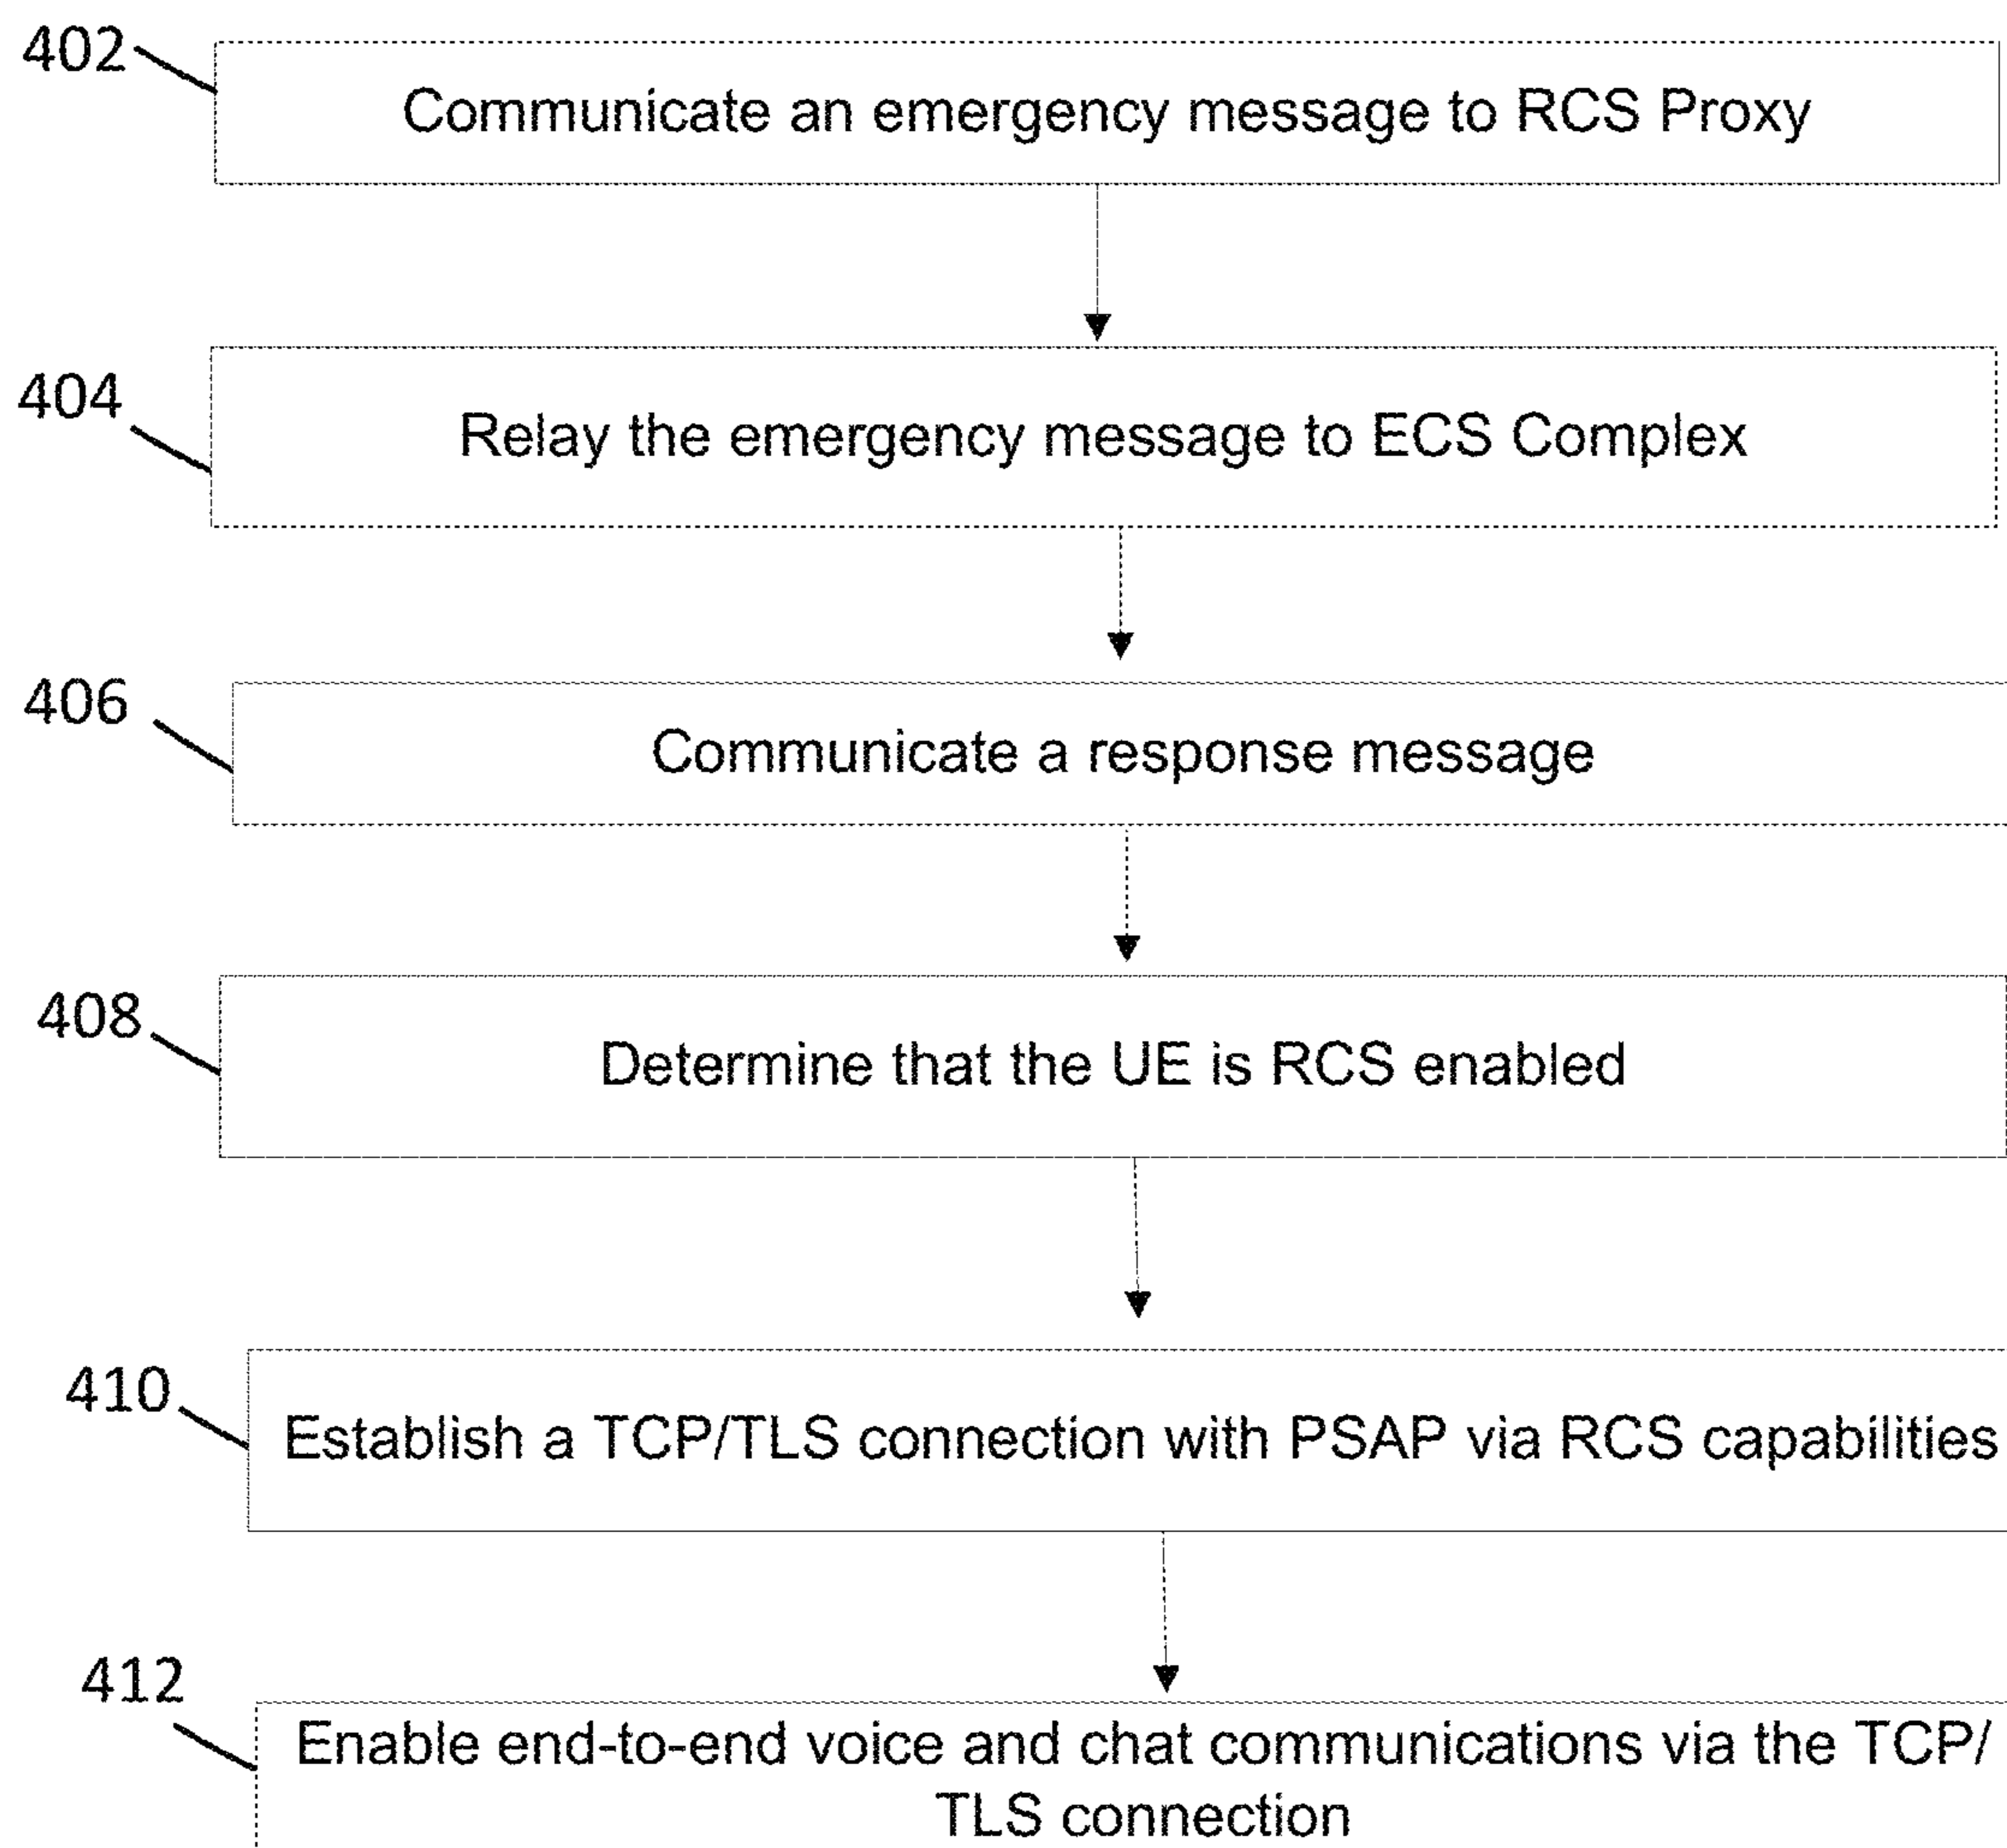 402
Communicate an emergency message to RCS Proxy
404
Relay the emergency message to ECS Complex
406
Communicate a response message
408
Determine that the UE is RCS enabled
410
Establish a TCP/TLS connection with PSAP via RCS capabilities
412
Enable end-to-end voice and chat communications via the TCP/
TLS connection